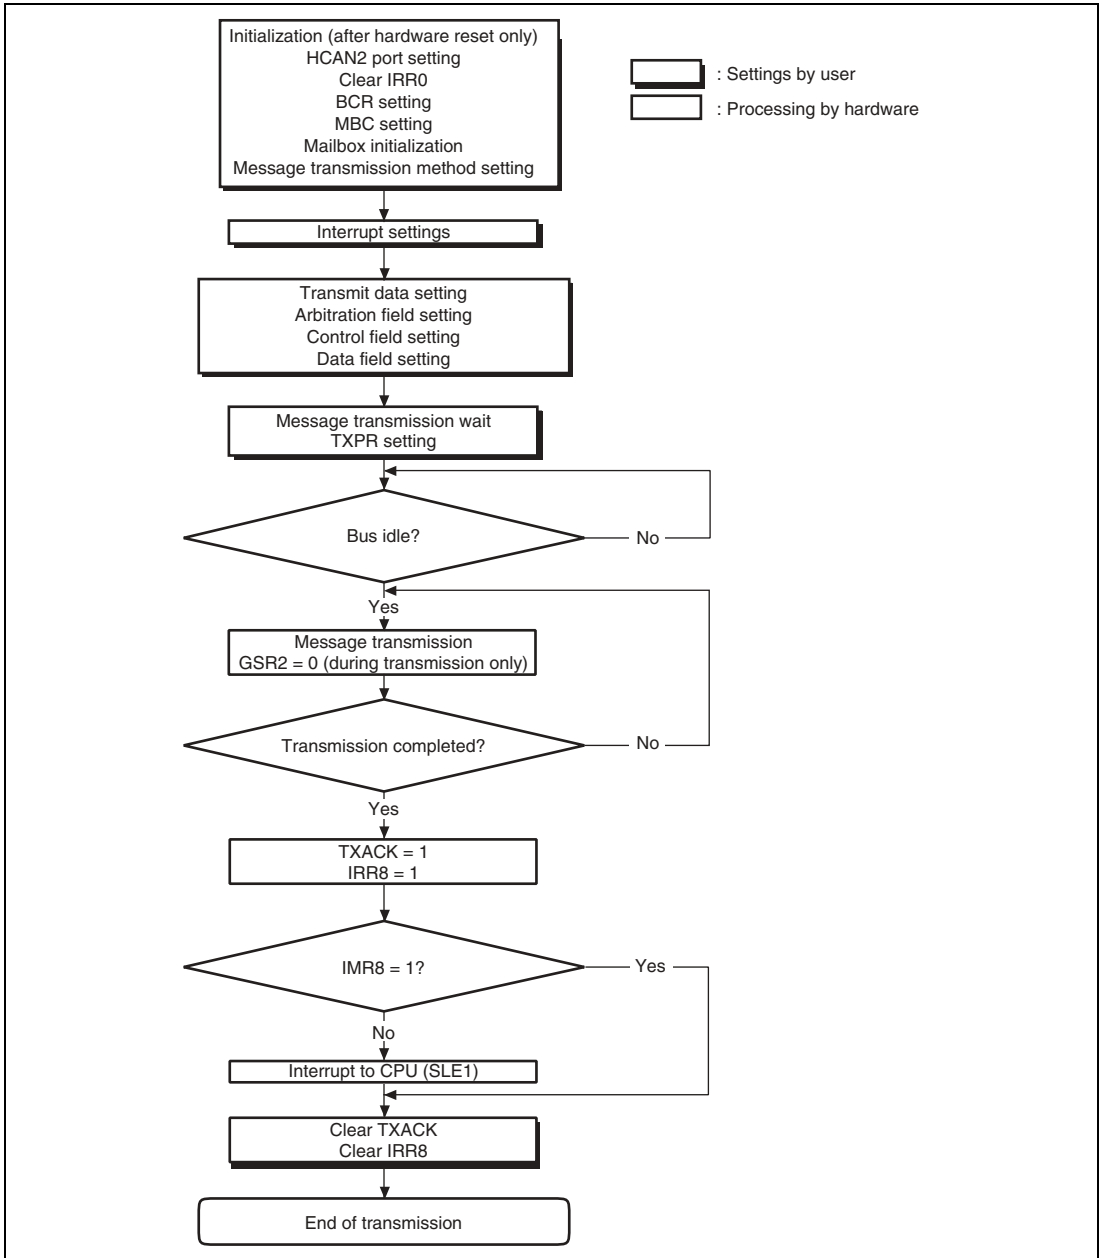 Initialization (after hardware reset only)
HCAN2 port setting
Clear IRR0
BCR setting
MBC setting
Mailbox initialization
Message transmission method setting
: Settings by user
: Processing by hardware
Interrupt settings
Transmit data setting
Arbitration field setting
Control field setting
Data field setting
Message transmission wait
TXPR setting
Bus idle?
No
Yes
Message transmission
GSR2 = 0 (during transmission only)
Transmission completed?
No
Yes
TXACK = 1
IRR8 = 1
IMR8 = 1?
Yes
No
Interrupt to CPU (SLE1)
Clear TXACK
Clear IRR8
End of transmission